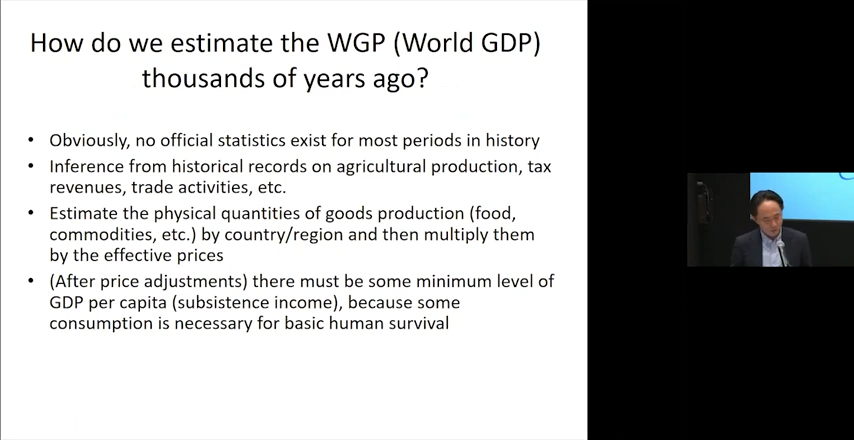 How do we estimate the WGP (World GDP)
thousands of years ago?
• Obviously, no official statistics exist for most periods in history
• Inference from historical records on agricultural production, tax
revenues, trade activities, etc.
• Estimate the physical quantities of goods production (food,
commodities, etc.) by country/region and then multiply them
by the effective prices
• (After price adjustments) there must be some minimum level of
GDP per capita (subsistence income), because some
consumption is necessary for basic human survival